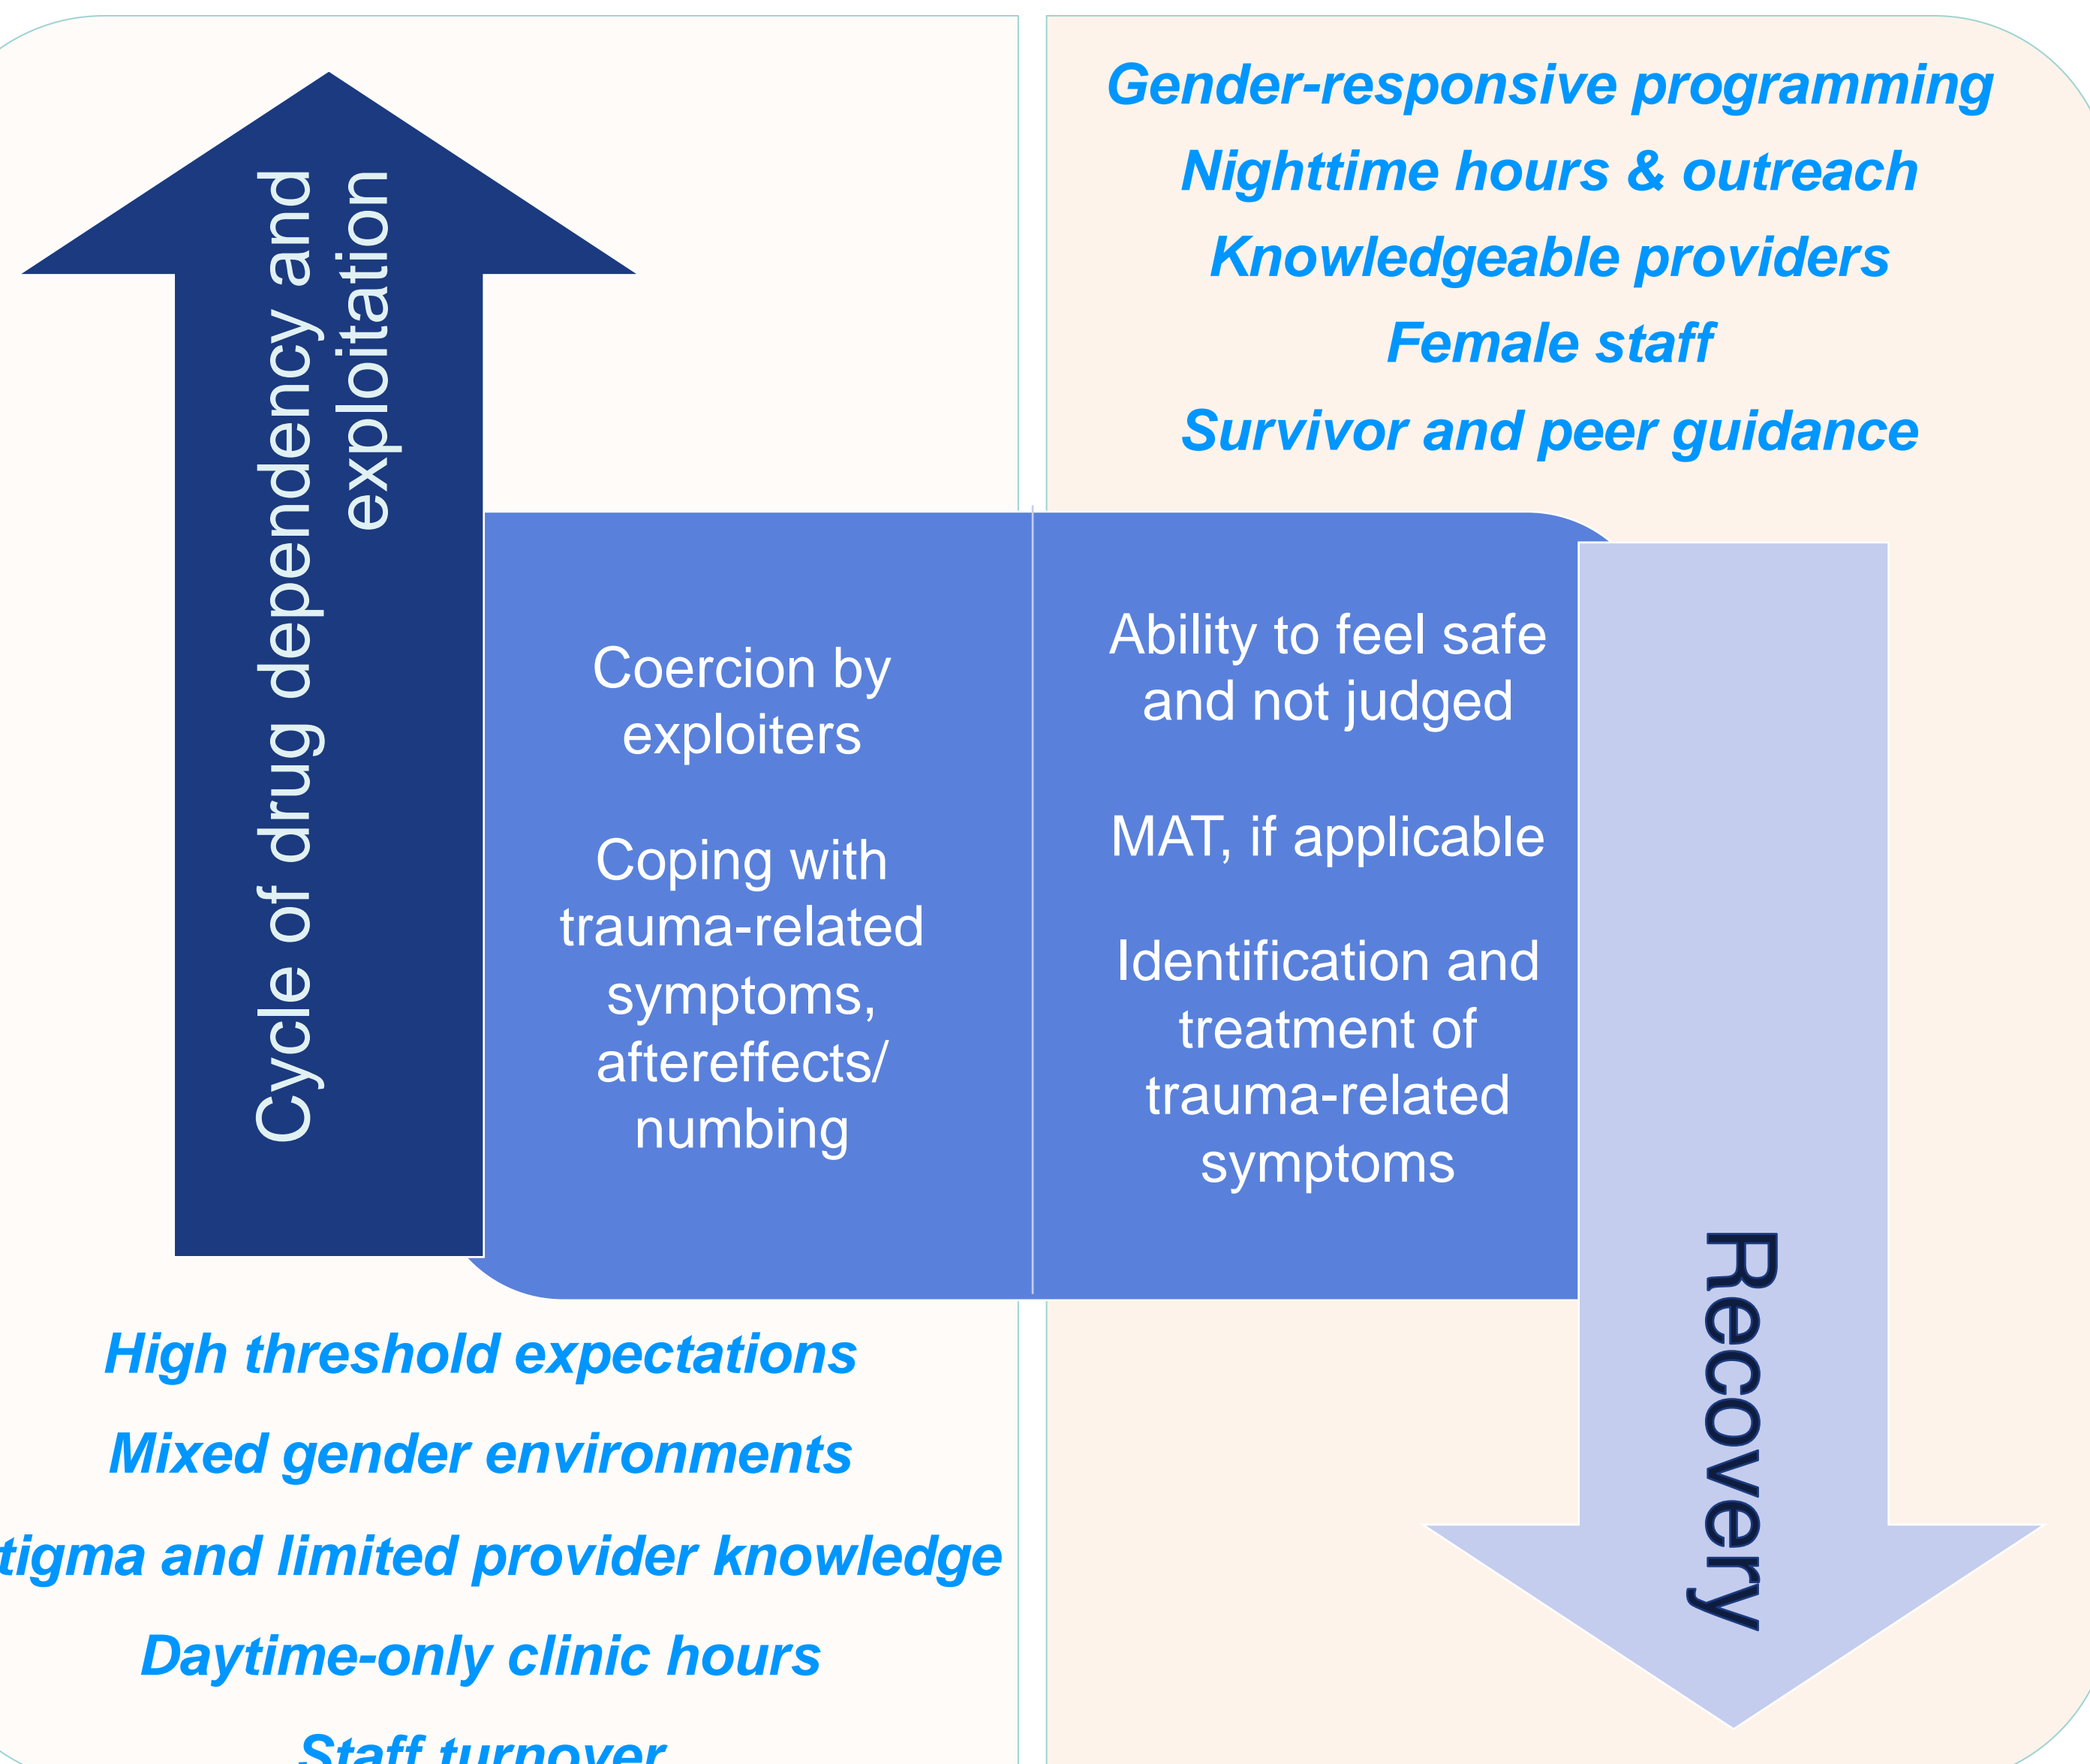 Cycle of drug dependency and
exploitation
Coercion by
exploiters
Coping with
trauma-related
symptoms,
aftereffects/
numbing
High threshold expectations
Mixed gender environments
tigma and limited provider knowledge
Daytime-only clinic hours
Staff turnover
Gender-responsive programming
Nighttime hours & outreach
Knowledgeable providers
Female staff
Survivor and peer guidance
Ability to feel safe
and not judged
MAT, if applicable
Identification and
treatment of
trauma-related
symptoms
Recovery